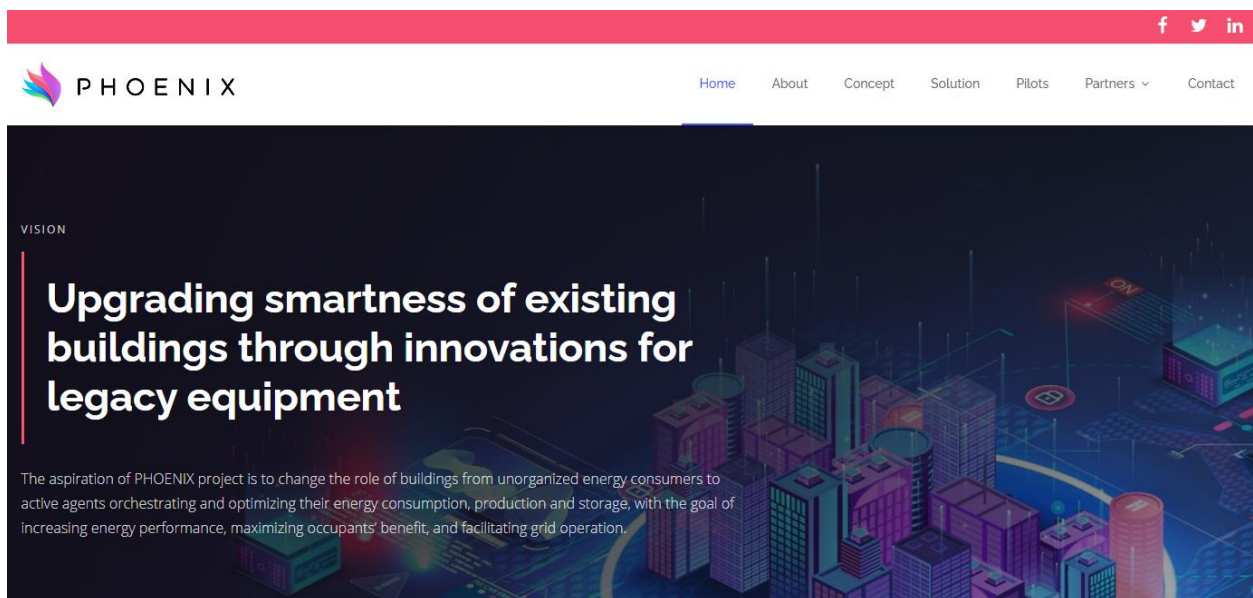 PHOENIX
Home About Concept Solution Pilots Partners Contact
VISION
Upgrading smartness of existing
buildings through innovations for
legacy equipment
The aspiration of PHOENIX project is to change the role of buildings from unorganized energy consumers to
active agents orchestrating and optimizing their energy consumption, production and storage, with the goal of
increasing energy performance, maximizing occupants’ benefit, and facilitating grid operation.
ON